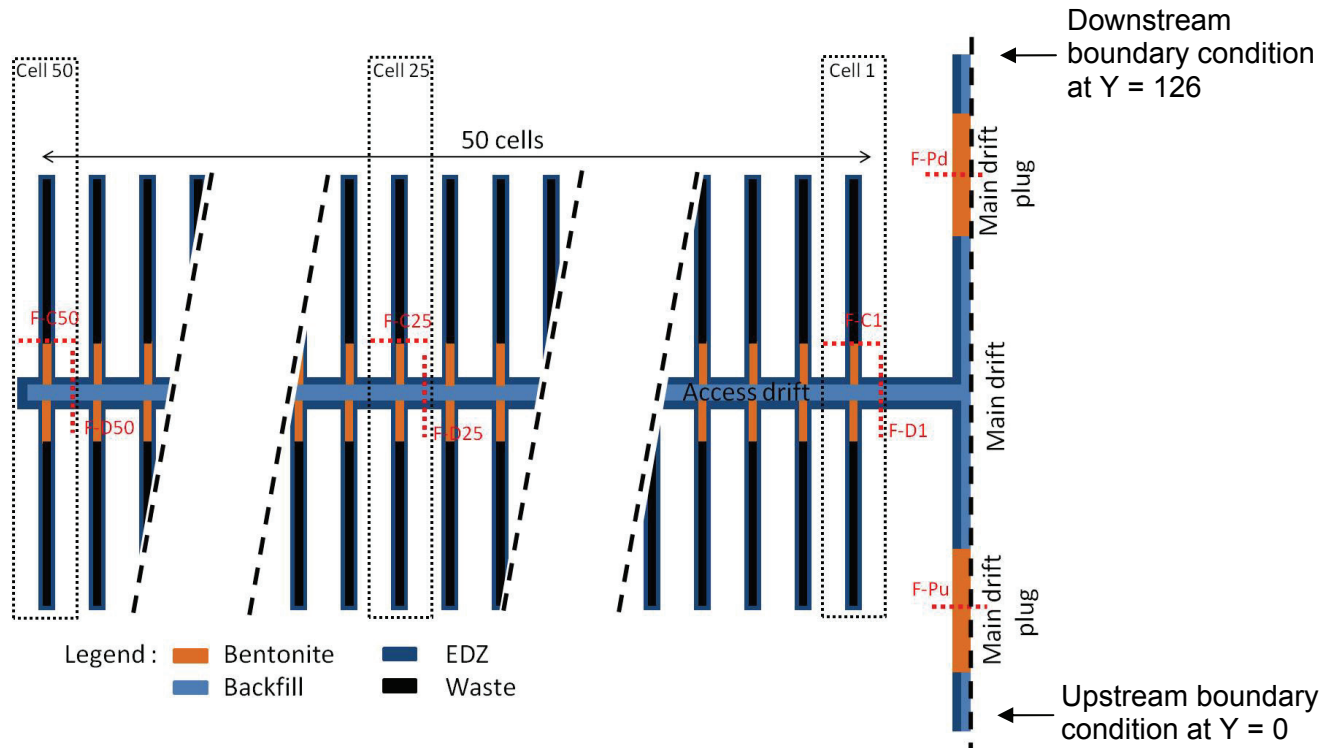 Downstream
boundary condition
at Y = 126
Cell 50
Cell 25
Cell 1
50 cells
F-Pd
Main drift
plug
F-C50
F-C25
F-C1
Access drift
Main drift
F-D50
F-D25
F-D1
F-Pu
Main drift
plug
Legend :
Bentonite
EDZ
Backfill
Waste
Upstream boundary
condition at Y = 0